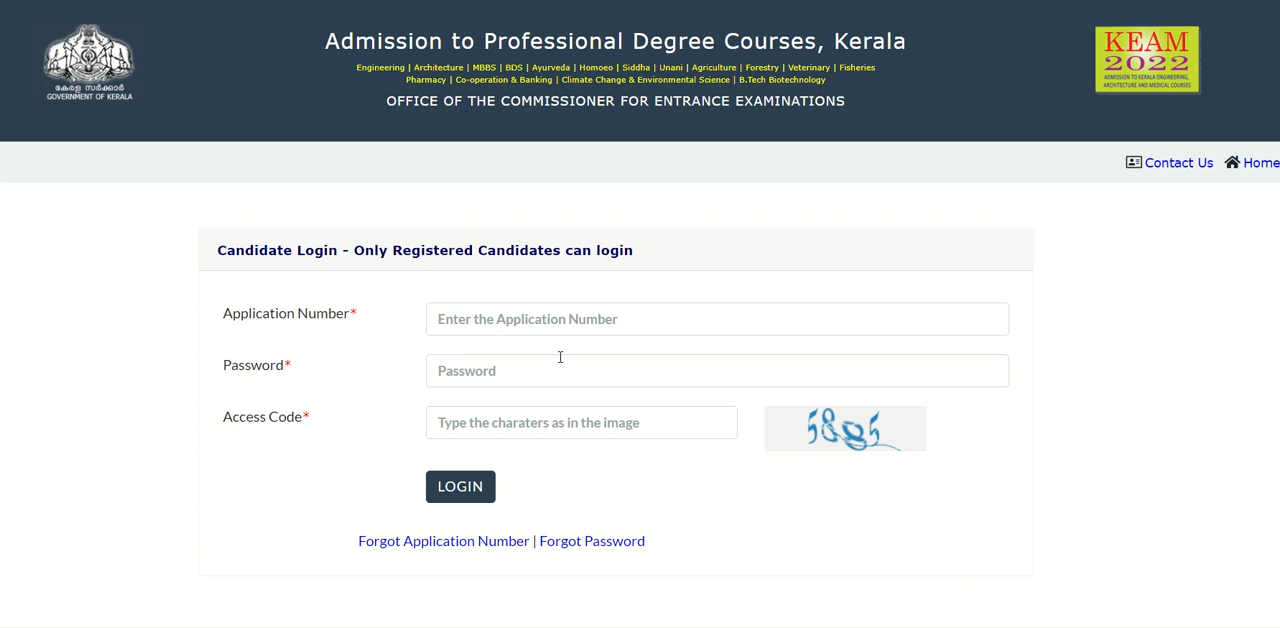 Admission to Professional Degree Courses, Kerala
Engineering | Architecture | MBBS | BDS | Ayurveda | Homoeo | Siddha | Unani | Agriculture | Forestry | Veterinary | Fisheries
Pharmacy | Co-operation & Banking | Climate Change & Environmental Science | B.Tech Biotechnology
OFFICE OF THE COMMISSIONER FOR ENTRANCE EXAMINATIONS
കേരള സർക്കാർ
GOVERNMENT OF KERALA
KEAM
2022
ADMISSION TO KERALA ENGINEERING,
ARCHITECTURE AND MEDICAL COURSES
Contact Us Home
Candidate Login - Only Registered Candidates can login
Application Number* Enter the Application Number
Password* Password
Access Code* Type the charaters as in the image
LOGIN
Forgot Application Number | Forgot Password